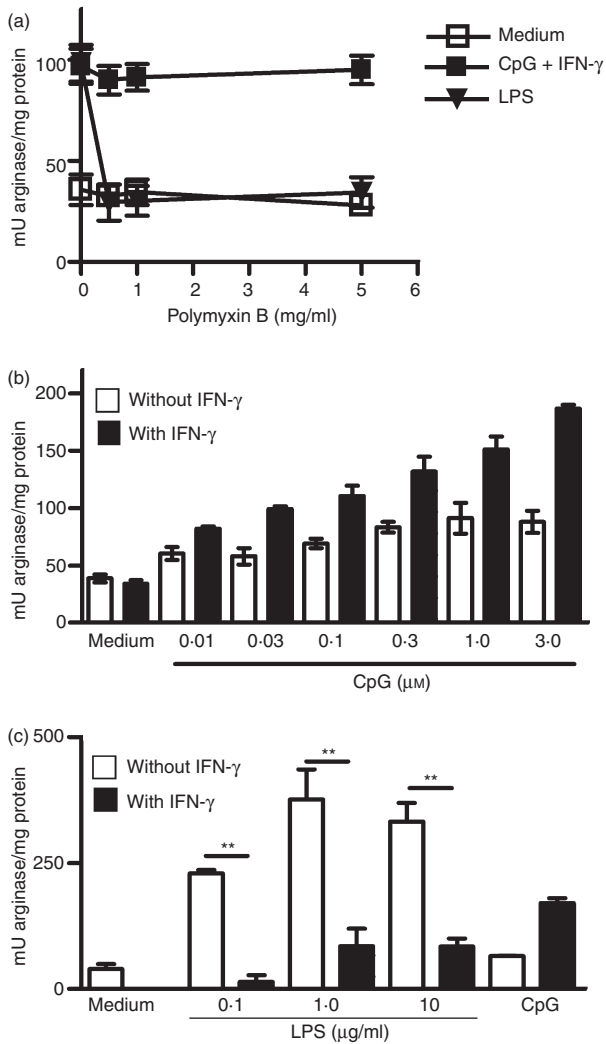 (a)
100
50
0
mU arginase/mg protein
0 1 2 3 4 5 6
Polymyxin B (mg/ml)
Medium
CpG + IFN-γ
LPS
(b)
200
150
100
50
0
mU arginase/mg protein
Without IFN-γ
With IFN-γ
Medium 0·01 0·03 0·1 0·3 1·0 3·0
CpG (μM)
(c)
500
250
0
mU arginase/mg protein
Without IFN-γ
With IFN-γ
**
**
**
Medium 0·1 1·0 10 CpG
LPS (μg/ml)